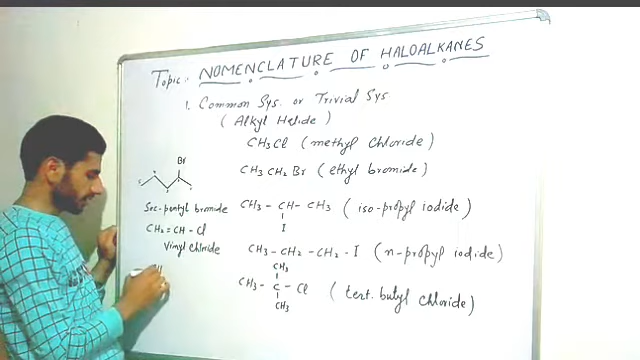 Topic:- NOMENCLATURE OF HALOALKANES
1. Common Sys. or Trivial Sys
(Alkyl Halide)
CH3Cl (methyl chloride)
CH3 CH2 Br (ethyl bromide)
Br
Sec-pentyl bromide
CH3 - CH - CH3 (iso-propyl iodide)
I
CH2 = CH - Cl
Vinyl chloride
CH3 - CH2 - CH2 - I (n-propyl iodide)
CH3
CH3 - C - Cl (tert. butyl chloride)
CH3